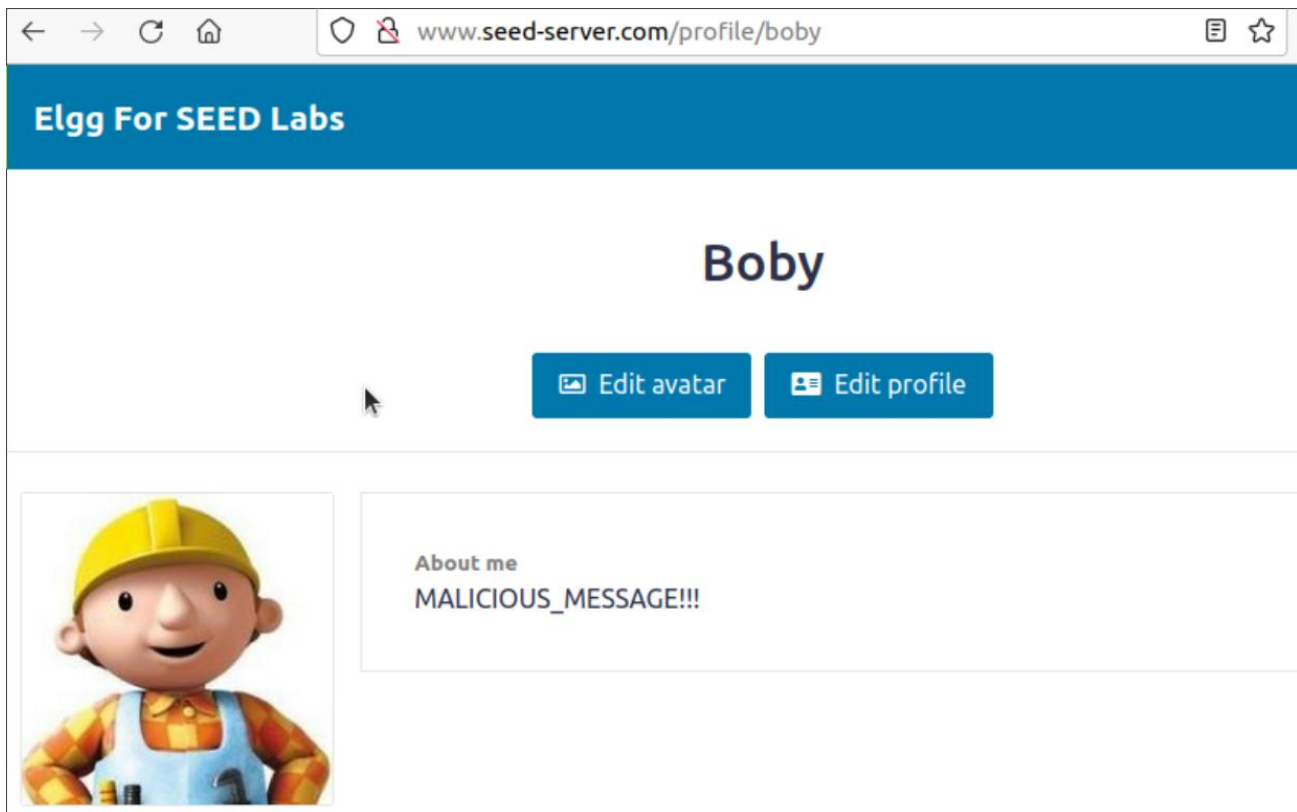 www.seed-server.com/profile/boby
Elgg For SEED Labs
Boby
Edit avatar
Edit profile
About me
MALICIOUS_MESSAGE!!!